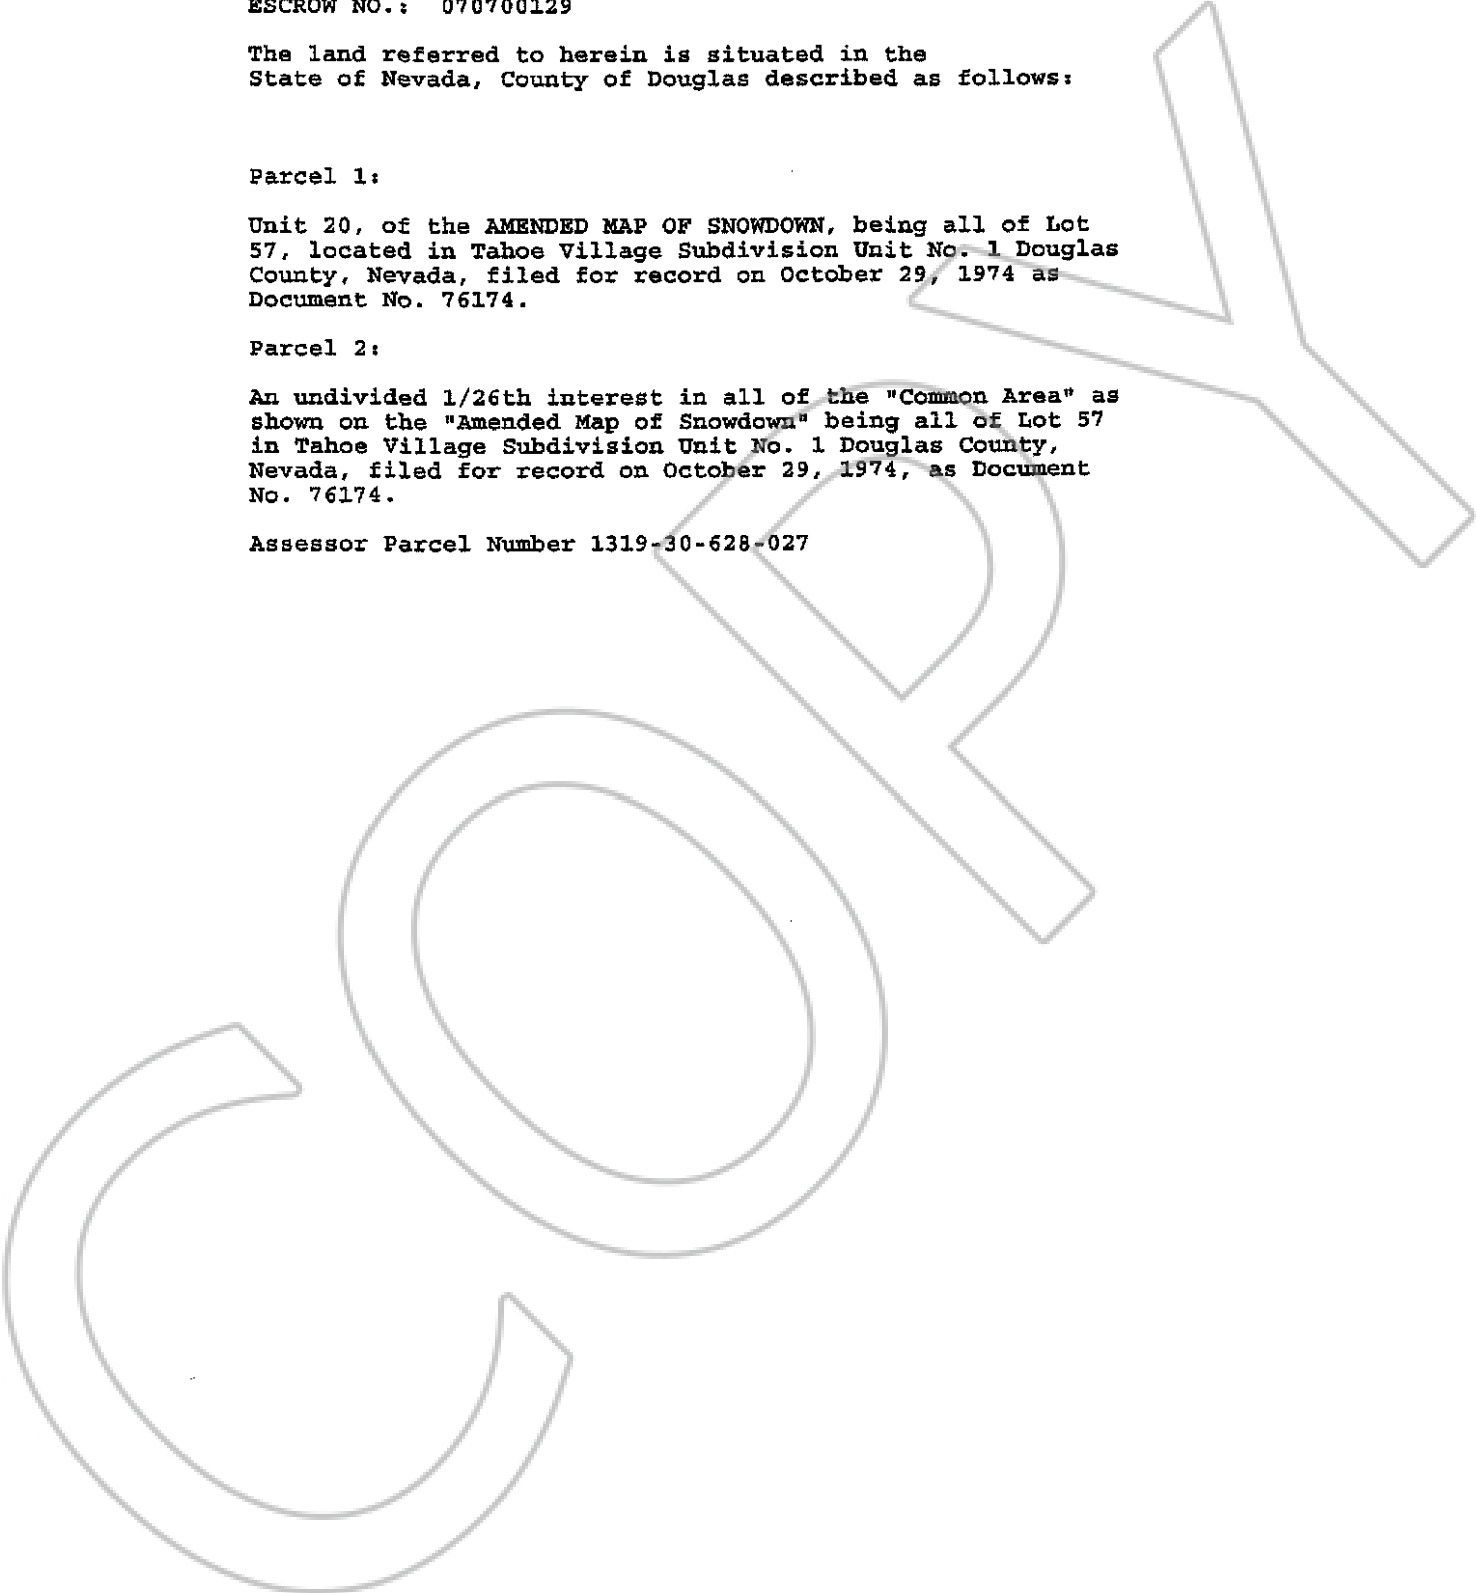 ESCROW NO.: 070700129
The land referred to herein is situated in the
State of Nevada, County of Douglas described as follows:
Parcel 1:
Unit 20, of the AMENDED MAP OF SNOWDOWN, being all of Lot
57, located in Tahoe Village Subdivision Unit No. 1 Douglas
County, Nevada, filed for record on October 29, 1974 as
Document No. 76174.
Parcel 2:
An undivided 1/26th interest in all of the "Common Area" as
shown on the "Amended Map of Snowdown" being all of Lot 57
in Tahoe Village Subdivision Unit No. 1 Douglas County,
Nevada, filed for record on October 29, 1974, as Document
No. 76174.
Assessor Parcel Number 1319-30-628-027
COPY